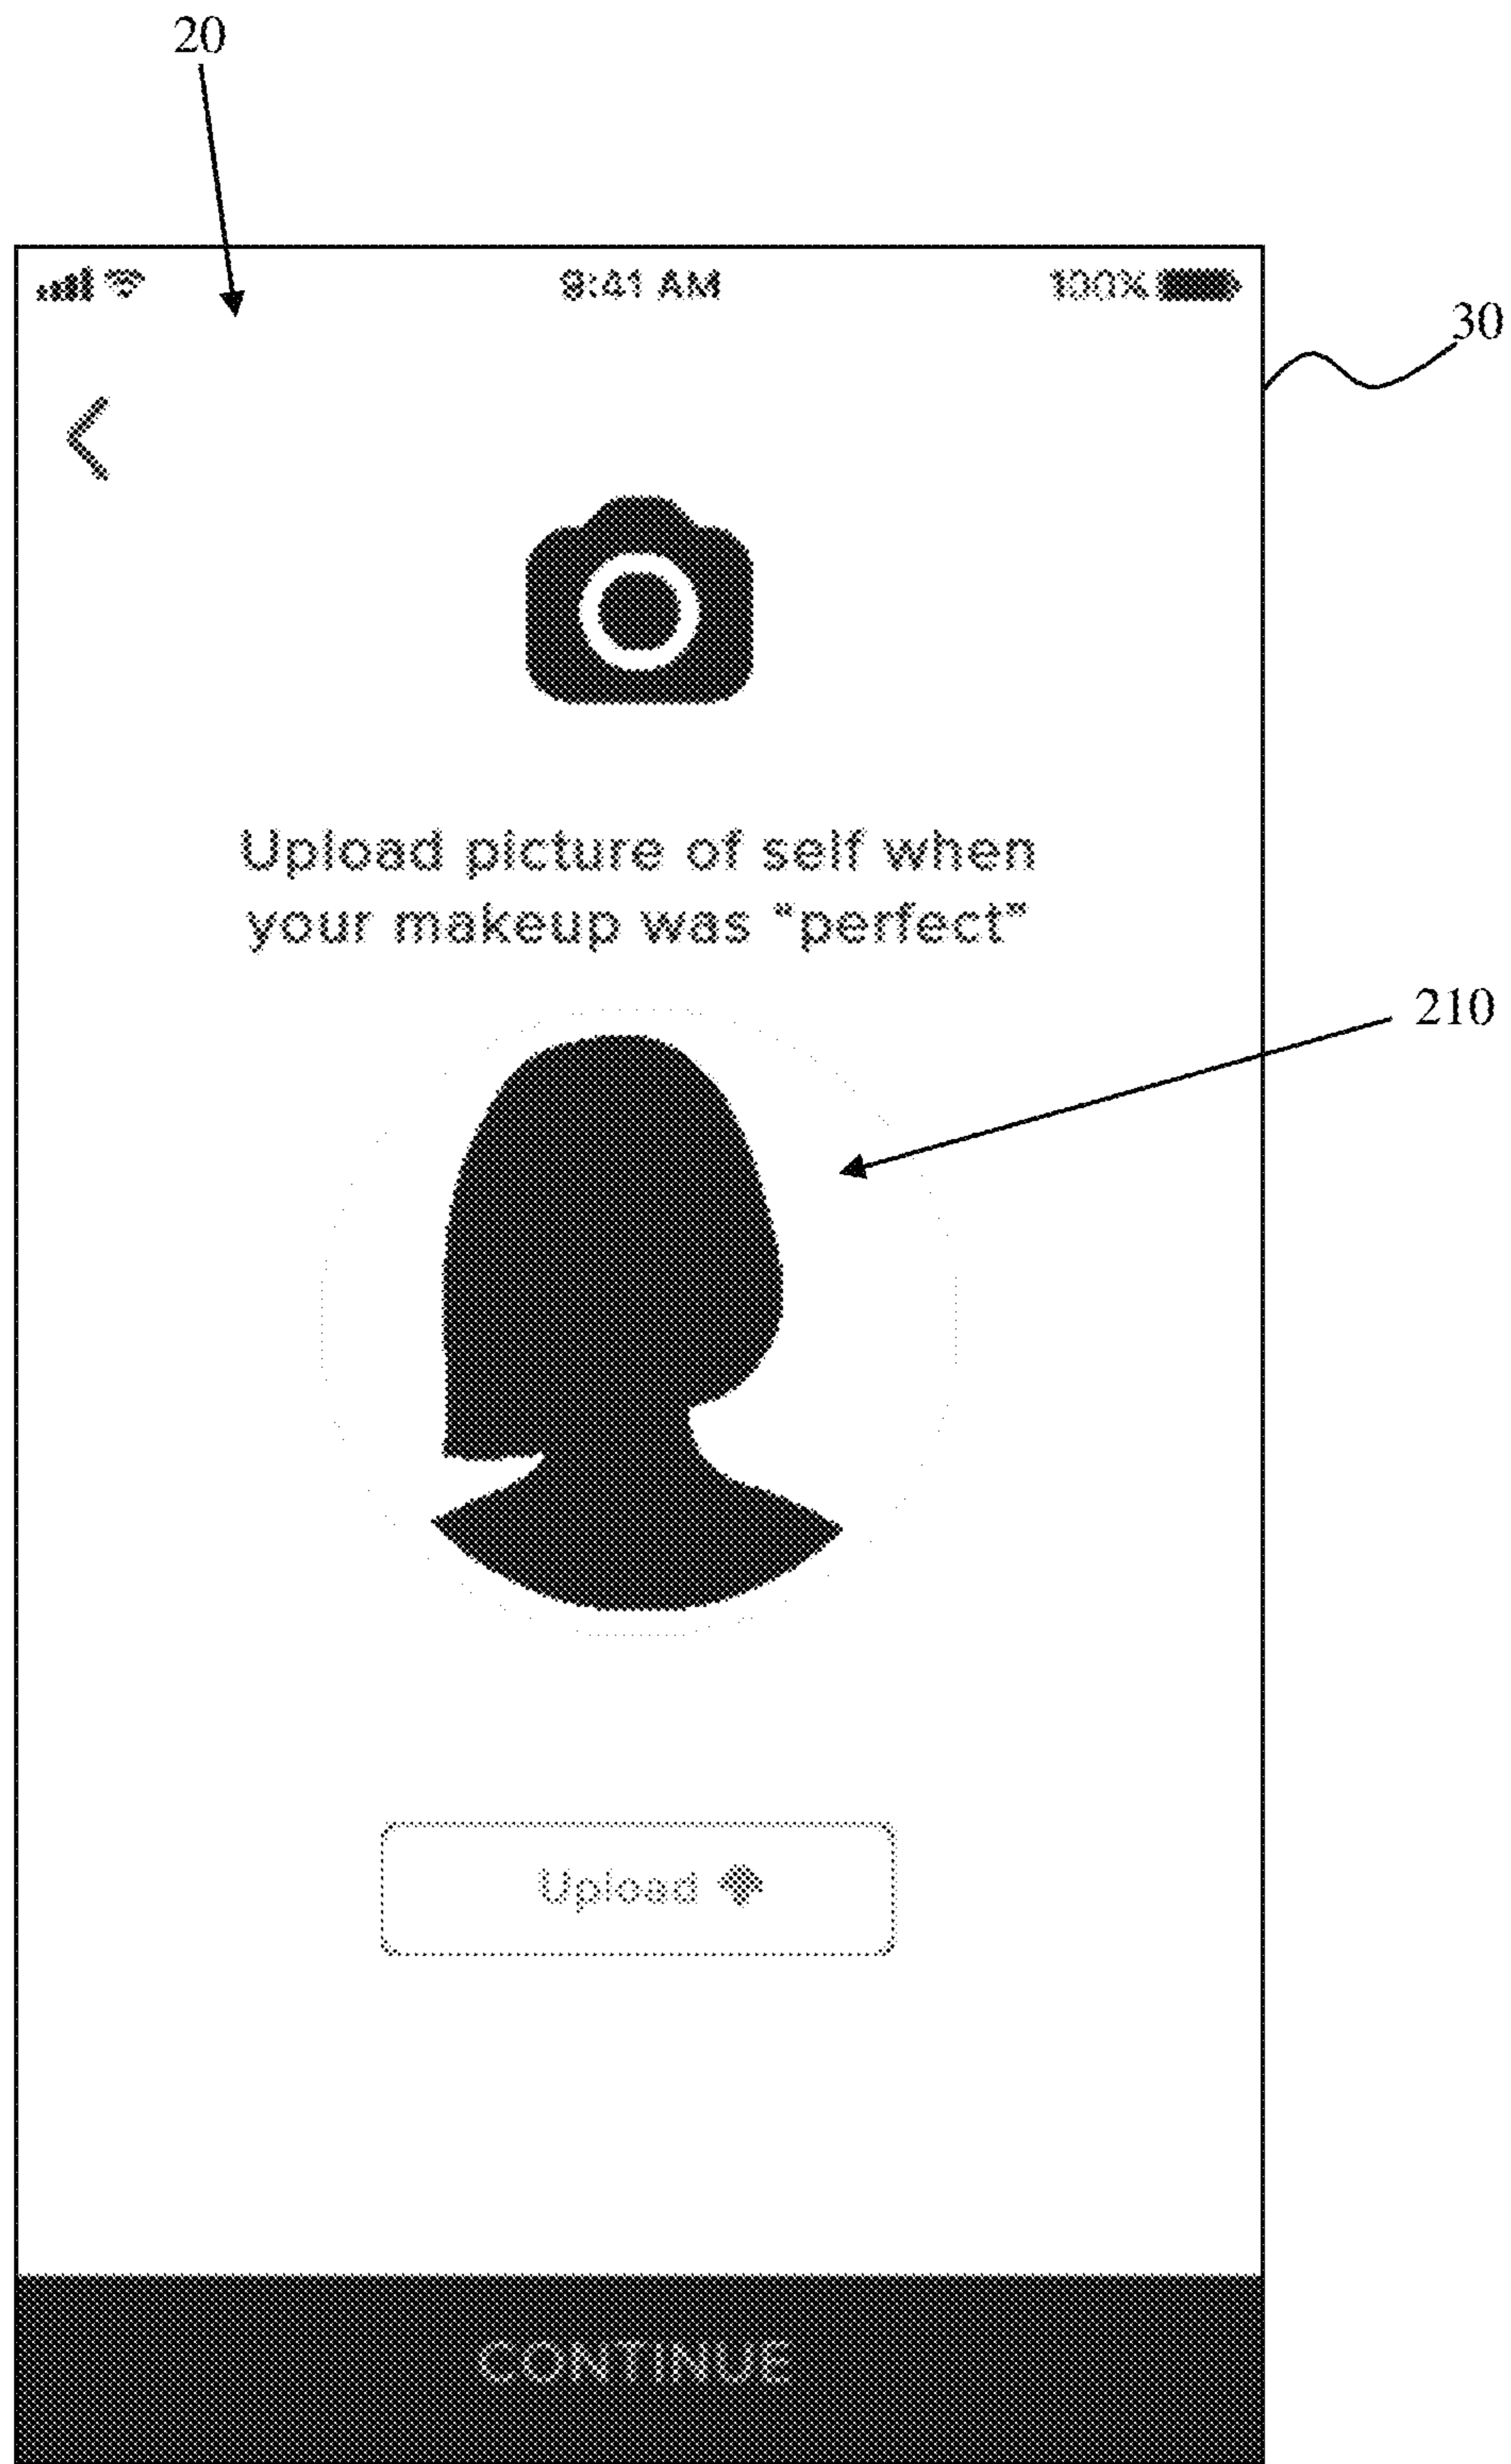 20
9:41 AM
100%
30
Upload picture of self when
your makeup was “perfect”
210
Upload
CONTINUE